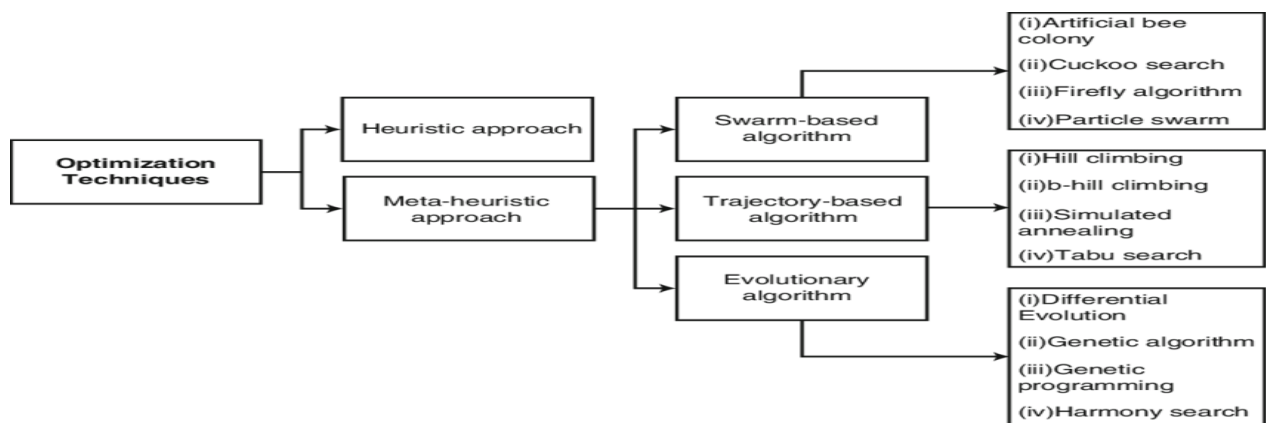 Optimization
Techniques
Heuristic approach
Meta-heuristic
approach
Swarm-based
algorithm
Trajectory-based
algorithm
Evolutionary
algorithm
(i)Artificial bee
colony
(ii)Cuckoo search
(iii)Firefly algorithm
(iv)Particle swarm
(i)Hill climbing
(ii)b-hill climbing
(iii)Simulated
annealing
(iv)Tabu search
(i)Differential
Evolution
(ii)Genetic algorithm
(iii)Genetic
programming
(iv)Harmony search